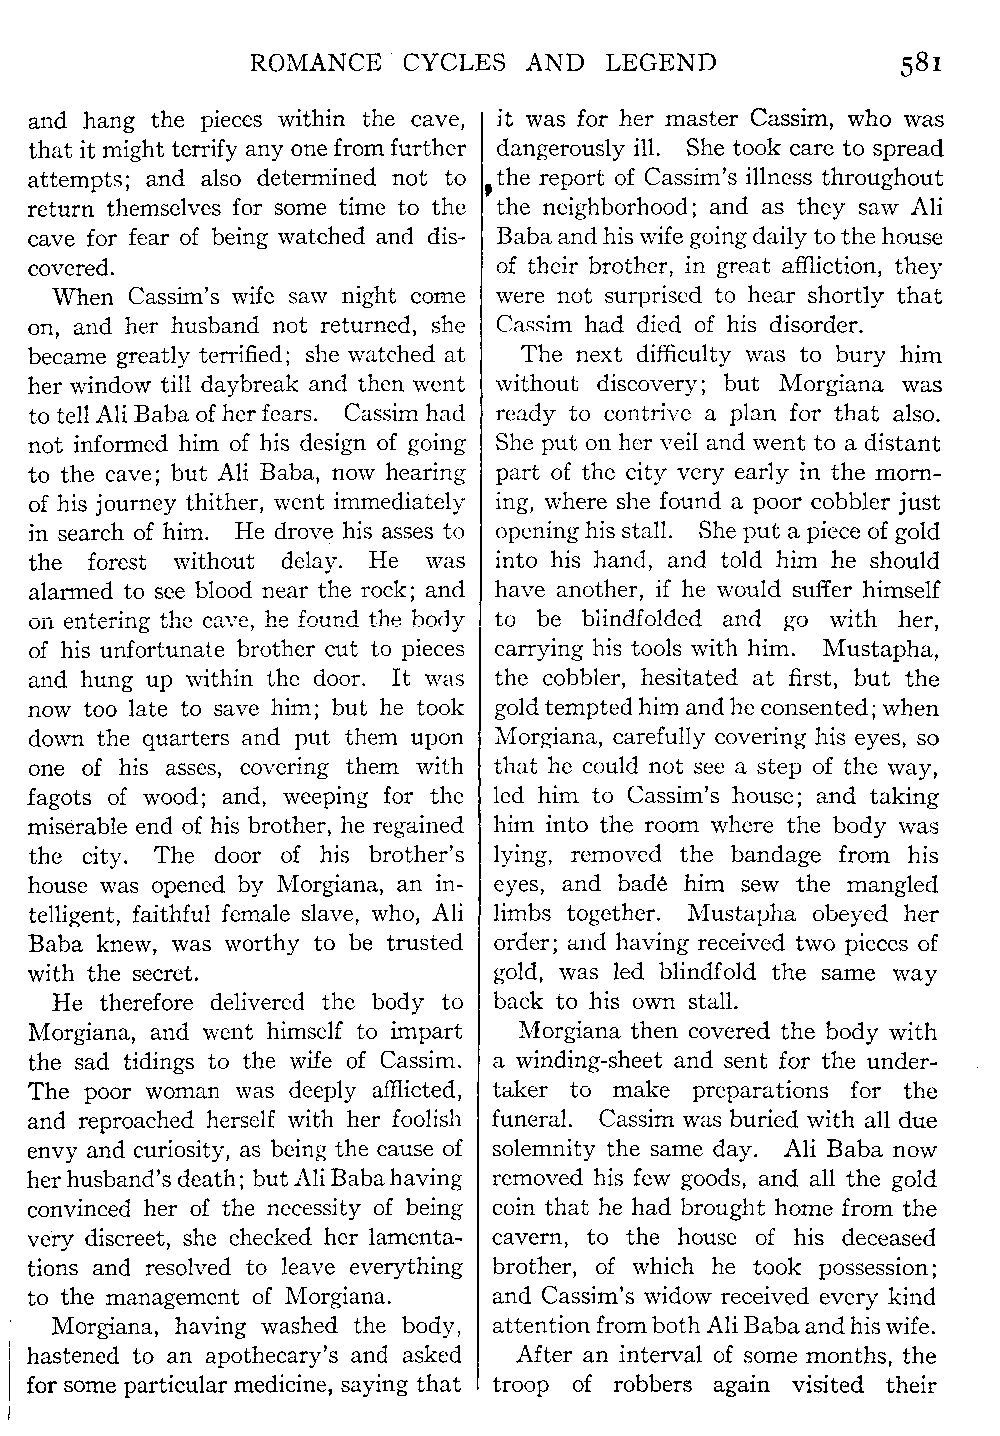 ROMANCE CYCLES AND LEGEND 581
and hang the pieces within the cave,
that it might terrify any one from further
attempts; and also determined not to
return themselves for some time to the
cave for fear of being watched and dis-
covered.
When Cassim's wife saw night come
on, and her husband not returned, she
became greatly terrified; she watched at
her window till daybreak and then went
to tell Ali Baba of her fears. Cassim had
not informed him of his design of going
to the cave; but Ali Baba, now hearing
of his journey thither, went immediately
in search of him. He drove his asses to
the forest without delay. He was
alarmed to see blood near the rock; and
on entering the cave, he found the body
of his unfortunate brother cut to pieces
and hung up within the door. It was
now too late to save him; but he took
down the quarters and put them upon
one of his asses, covering them with
fagots of wood; and, weeping for the
miserable end of his brother, he regained
the city. The door of his brother's
house was opened by Morgiana, an in-
telligent, faithful female slave, who, Ali
Baba knew, was worthy to be trusted
with the secret.
He therefore delivered the body to
Morgiana, and went himself to impart
the sad tidings to the wife of Cassim.
The poor woman was deeply afflicted,
and reproached herself with her foolish
envy and curiosity, as being the cause of
her husband's death; but Ali Baba having
convinced her of the necessity of being
very discreet, she checked her lamenta-
tions and resolved to leave everything
to the management of Morgiana.
Morgiana, having washed the body,
hastened to an apothecary's and asked
for some particular medicine, saying that
it was for her master Cassim, who was
dangerously ill. She took care to spread
the report of Cassim's illness throughout
the neighborhood; and as they saw Ali
Baba and his wife going daily to the house
of their brother, in great affliction, they
were not surprised to hear shortly that
Cassim had died of his disorder.
The next difficulty was to bury him
without discovery; but Morgiana was
ready to contrive a plan for that also.
She put on her veil and went to a distant
part of the city very early in the morn-
ing, where she found a poor cobbler just
opening his stall. She put a piece of gold
into his hand, and told him he should
have another, if he would suffer himself
to be blindfolded and go with her,
carrying his tools with him. Mustapha,
the cobbler, hesitated at first, but the
gold tempted him and he consented; when
Morgiana, carefully covering his eyes, so
that he could not see a step of the way,
led him to Cassim's house; and taking
him into the room where the body was
lying, removed the bandage from his
eyes, and bade him sew the mangled
limbs together. Mustapha obeyed her
order; and having received two pieces of
gold, was led blindfold the same way
back to his own stall.
Morgiana then covered the body with
a winding-sheet and sent for the under-
taker to make preparations for the
funeral. Cassim was buried with all due
solemnity the same day. Ali Baba now
removed his few goods, and all the gold
coin that he had brought home from the
cavern, to the house of his deceased
brother, of which he took possession;
and Cassim's widow received every kind
attention from both Ali Baba and his wife.
After an interval of some months, the
troop of robbers again visited their